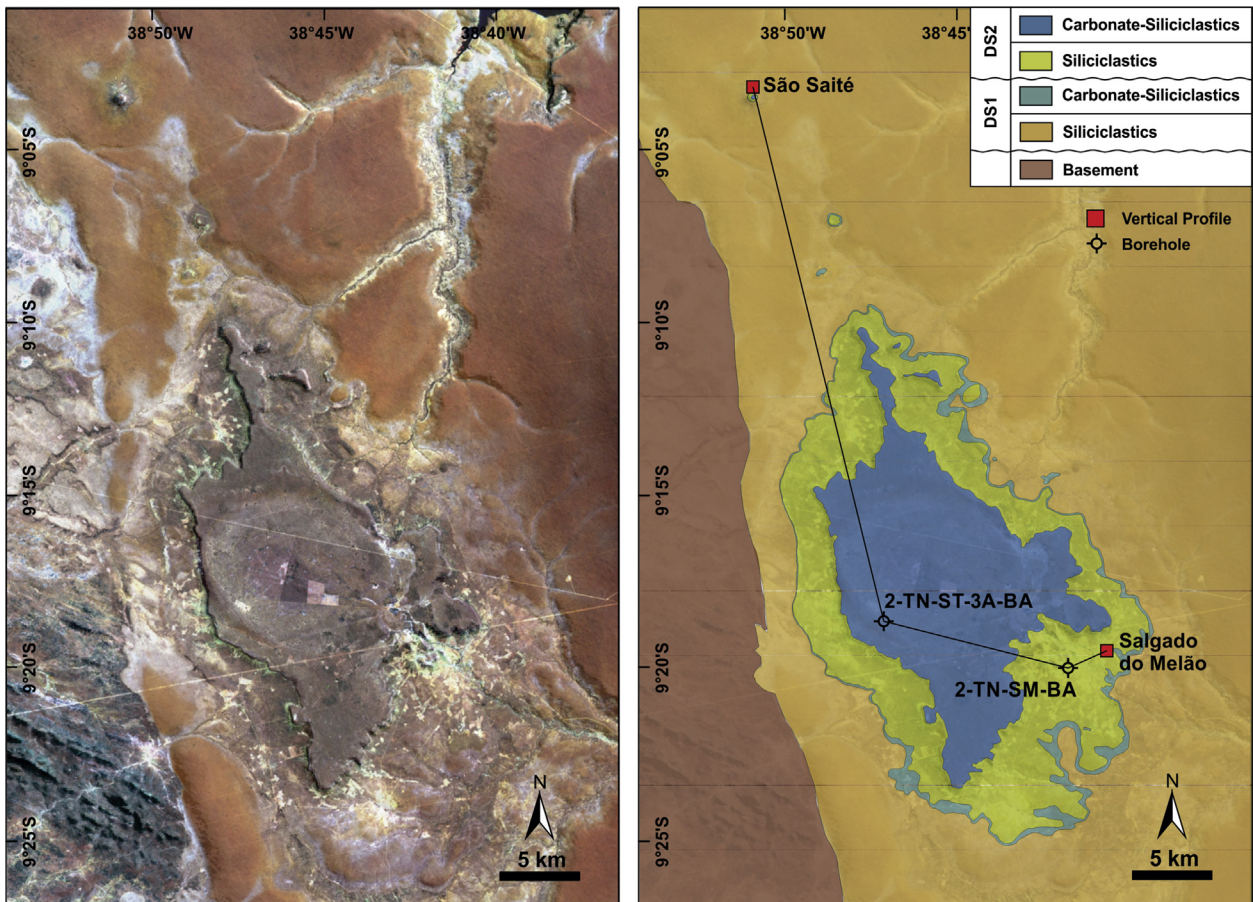 38°50'W
38°45'W
38°40'W
9°05'S
9°10'S
9°15'S
9°20'S
9°25'S
N
5 km
38°50'W
38°45'W
DS2
Carbonate-Siliciclastics
Siliciclastics
DS1
Carbonate-Siliciclastics
Siliciclastics
Basement
Vertical Profile
Borehole
São Saité
9°05'S
9°10'S
9°15'S
9°20'S
9°25'S
2-TN-ST-3A-BA
2-TN-SM-BA
Salgado
do Melão
N
5 km